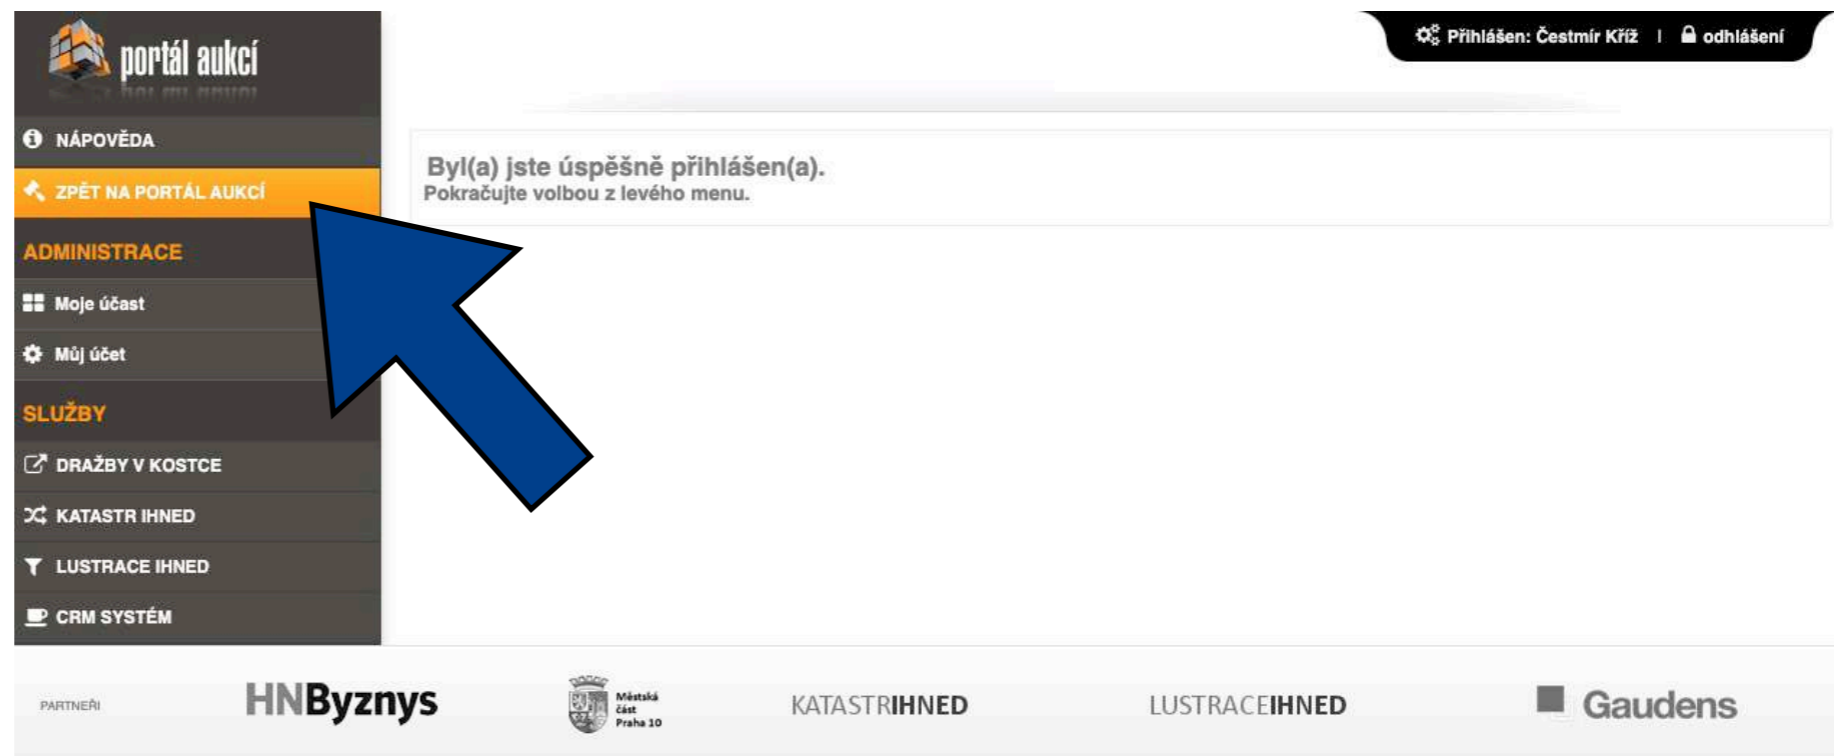 portál aukcí
Přihlášen: Čestmír Kříž | odhlášení
NÁPOVĚDA
ZPĚT NA PORTÁL AUKCÍ
Byl(a) jste úspěšně přihlášen(a).
Pokračujte volbou z levého menu.
ADMINISTRACE
Moje účast
Můj účet
SLUŽBY
DRAŽBY V KOSTCE
KATASTR IHNED
LUSTRACE IHNED
CRM SYSTÉM
PARTNEŘI
HNByznys
Městská
část
Praha 10
KATASTRIHNED
LUSTRACEIHNED
Gaudens